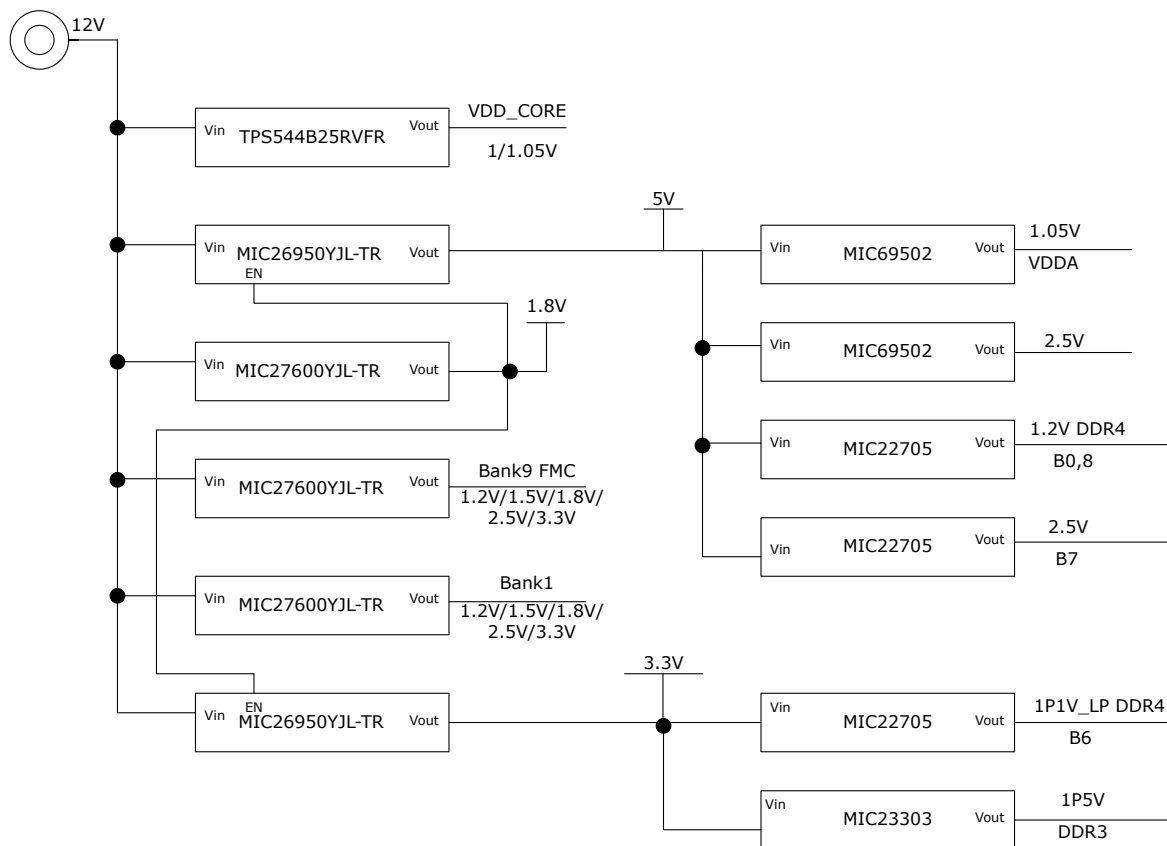 12V
Vin TPS544B25RVFR Vout
VDD_CORE
1/1.05V
Vin MIC26950YJL-TR Vout
EN
5V
Vin MIC69502 Vout
1.05V
VDDA
1.8V
Vin MIC27600YJL-TR Vout
Vin MIC69502 Vout
2.5V
Vin MIC22705 Vout
1.2V DDR4
B0,8
Vin MIC27600YJL-TR Vout
Bank9 FMC
1.2V/1.5V/1.8V/
2.5V/3.3V
Vin MIC22705 Vout
2.5V
B7
Vin MIC27600YJL-TR Vout
Bank1
1.2V/1.5V/1.8V/
2.5V/3.3V
3.3V
EN
Vin MIC26950YJL-TR Vout
Vin MIC22705 Vout
1P1V_LP DDR4
B6
Vin MIC23303 Vout
1P5V
DDR3